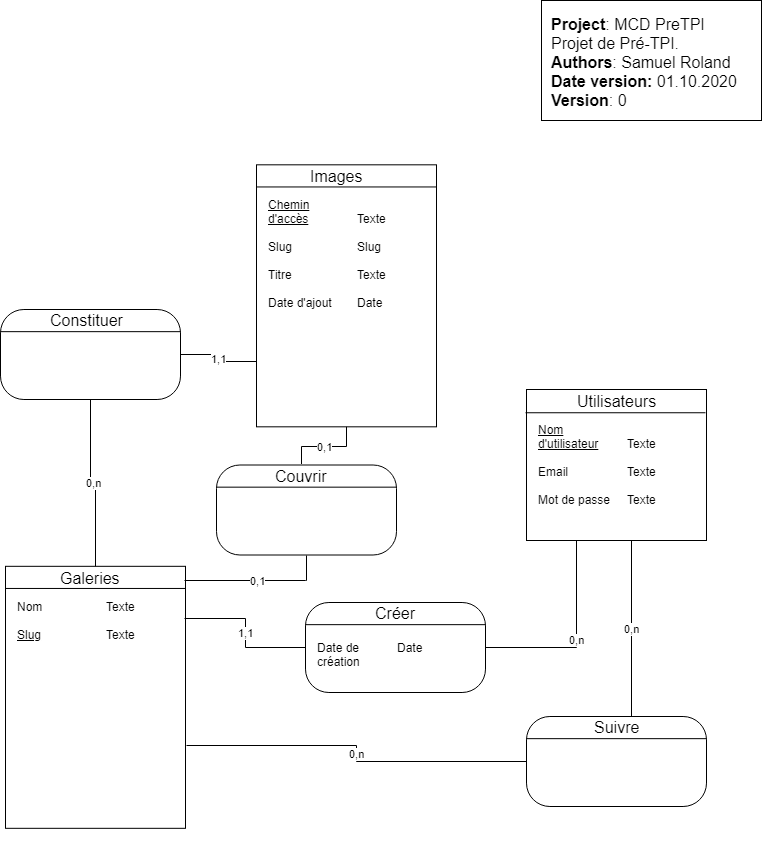 Project: MCD PreTPI
Projet de Pré-TPI.
Authors: Samuel Roland
Date version: 01.10.2020
Version: 0
Images
Chemin
d'accès Texte
Slug Slug
Titre Texte
Date d'ajout Date
Constituer
1,1
0,1
Couvrir
0,n
0,1
Utilisateurs
Nom
d'utilisateur Texte
Email Texte
Mot de passe Texte
Galeries
Nom Texte
Slug Texte
1,1
Créer
Date de Date
création
0,n
0,n
0,n
Suivre